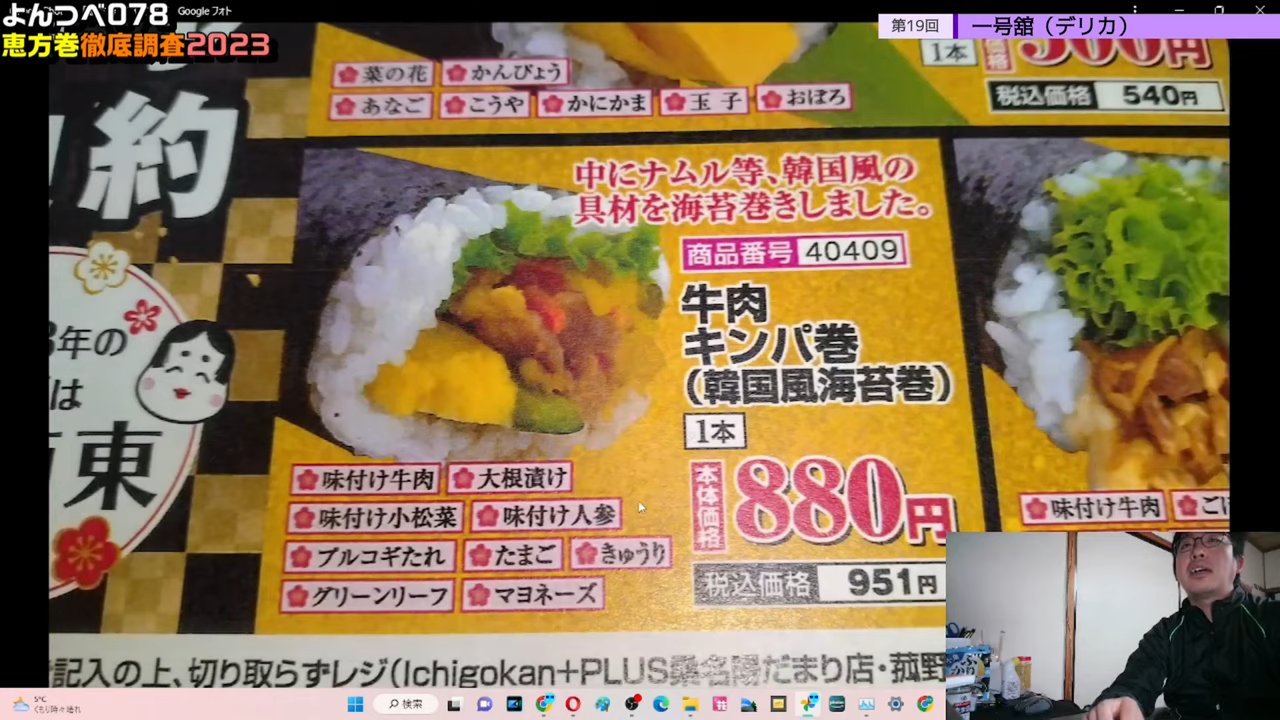 よんつべ078
恵方巻徹底調査2023
Google フォト
第19回
一号舘（デリカ）
約
菜の花 かんぴょう
あなご こうや かにかま 玉子 おぼろ
1本
税込価格 540円
中にナムル等、韓国風の
具材を海苔巻きしました。
商品番号 40409
牛肉
キンパ巻
(韓国風海苔巻)
1本
本体価格 880円
税込価格 951円
味付け牛肉 大根漬け
味付け小松菜 味付け人参
プルコギたれ たまご きゅうり
グリーンリーフ マヨネーズ
年の
は
東
味付け牛肉
記入の上、切り取らずレジ(Ichigokan+PLUS桑名陽だまり店・菰野
5°C
くもり時々晴れ
検索